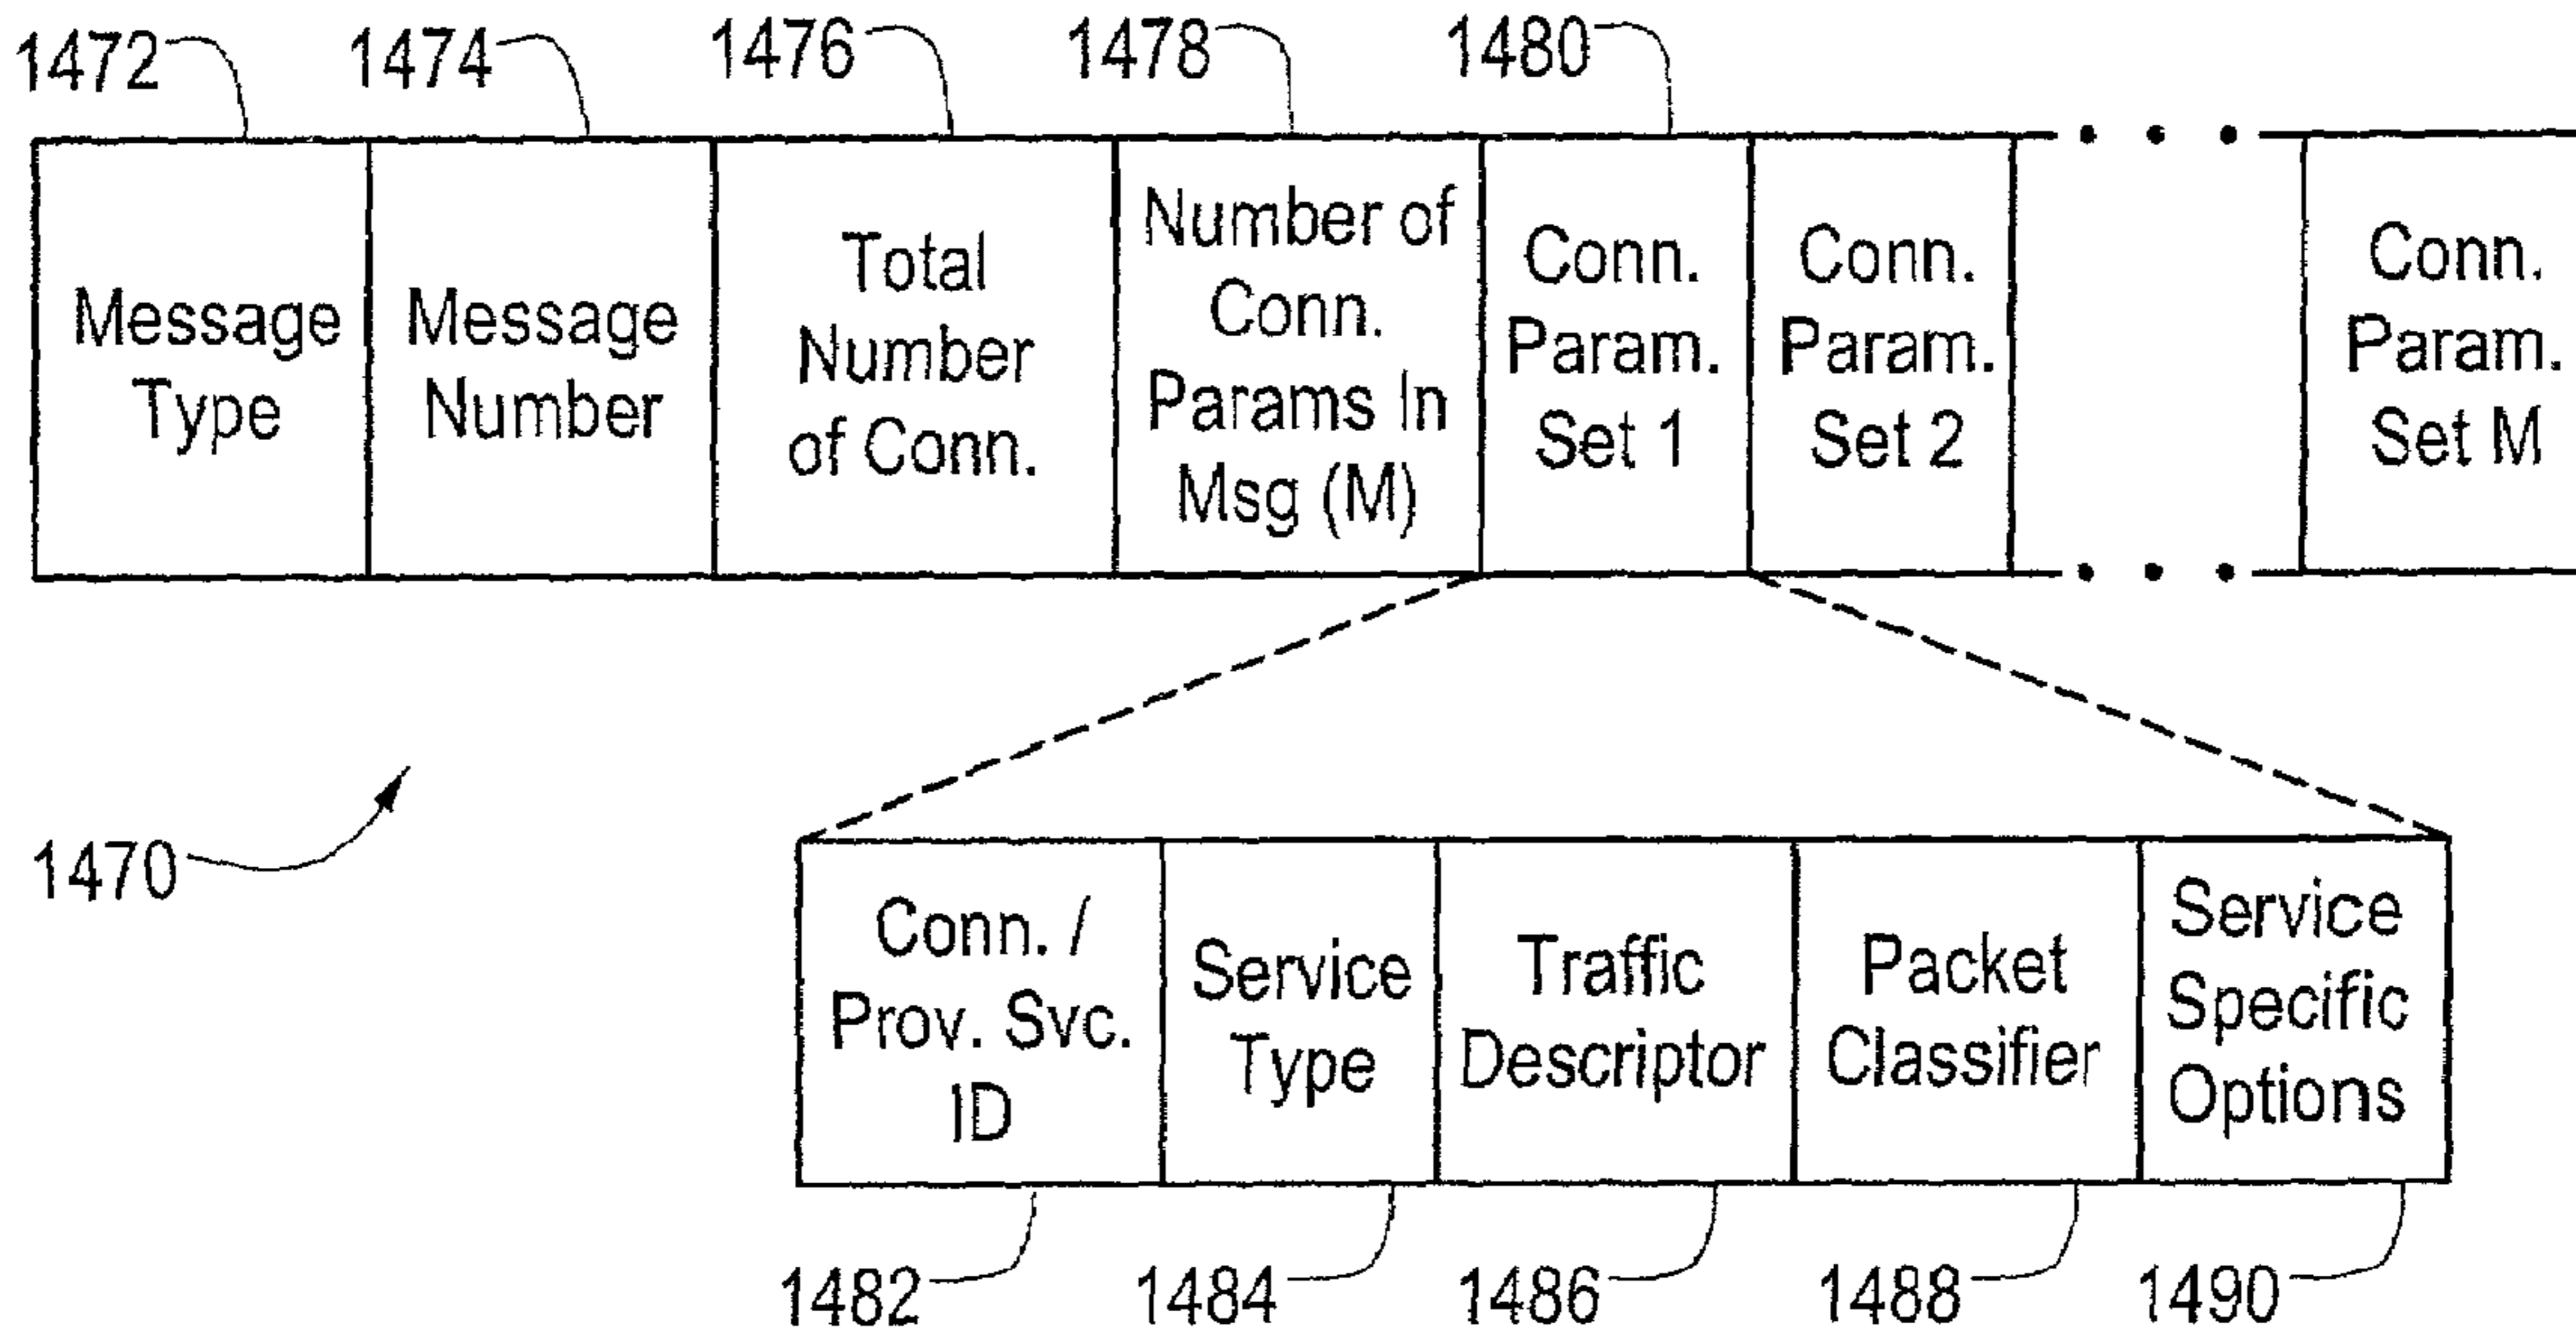 1472 1474 1476 1478 1480
Message
Type
Message
Number
Total
Number
of Conn.
Number of
Conn.
Params In
Msg (M)
Conn.
Param.
Set 1
Conn.
Param.
Set 2
Conn.
Param.
Set M
1470
Conn. /
Prov. Svc.
ID
Service
Type
Traffic
Descriptor
Packet
Classifier
Service
Specific
Options
1482 1484 1486 1488 1490